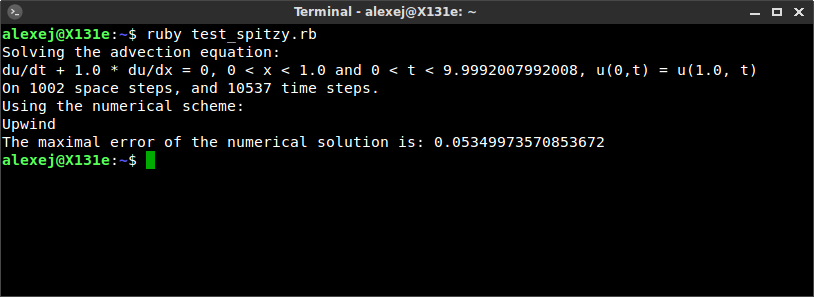 Terminal - alexej@X131e: ~
alexej@X131e:~$ ruby test_spitzy.rb
Solving the advection equation:
du/dt + 1.0 * du/dx = 0, 0 < x < 1.0 and 0 < t < 9.9992007992008, u(0,t) = u(1.0, t)
On 1002 space steps, and 10537 time steps.
Using the numerical scheme:
Upwind
The maximal error of the numerical solution is: 0.05349973570853672
alexej@X131e:~$